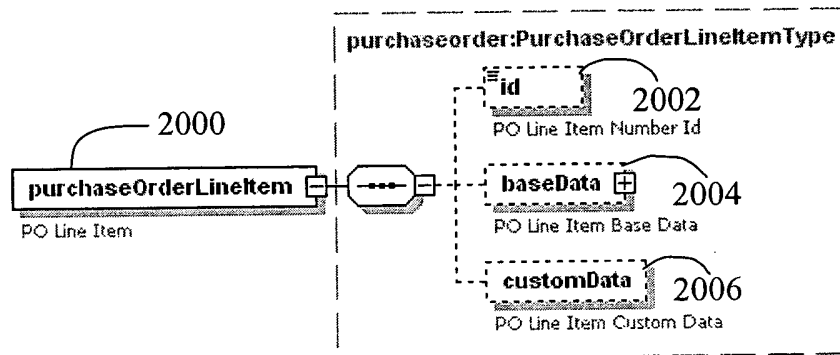 purchaseorder:PurchaseOrderLineItemType
id
2002
PO Line Item Number Id
2000
purchaseOrderLineItem
PO Line Item
baseData
2004
PO Line Item Base Data
customData
2006
PO Line Item Custom Data